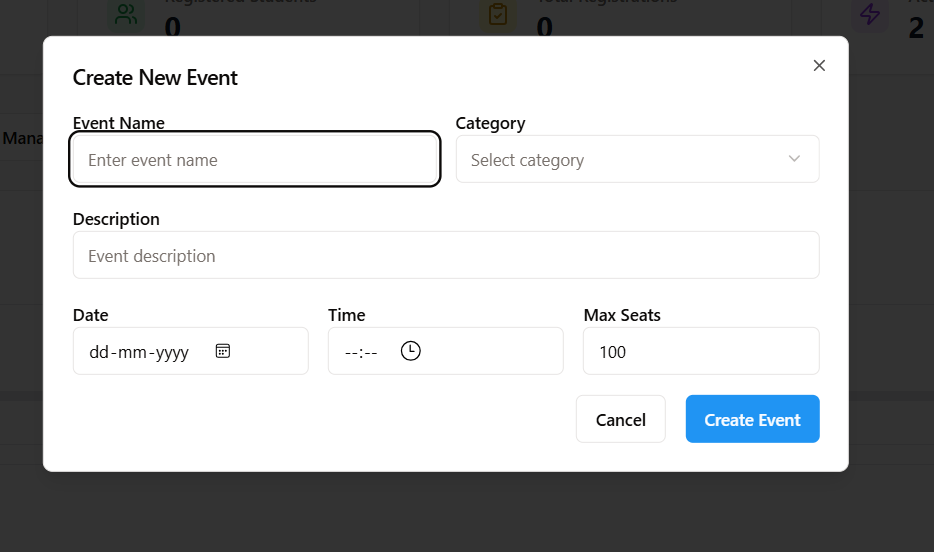 Registered Students
Total Registrations
0
0
2
Create New Event
Mana
Event Name
Category
Enter event name
Select category
Description
Event description
Date
Time
Max Seats
dd-mm-yyyy
--:--
100
Cancel
Create Event